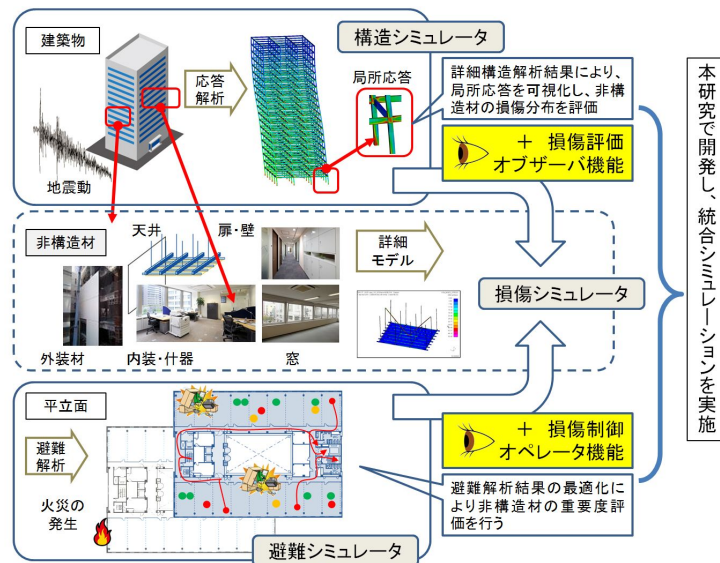 建築物
応答
解析
構造シミュレータ
局所応答
地震動
詳細構造解析結果により、
局所応答を可視化し、非構
造材の損傷分布を評価
＋ 損傷評価
オブザーバ機能
非構造材
天井
扉・壁
詳細
モデル
損傷シミュレータ
外装材
内装・什器
窓
平立面
避難
解析
火災の
発生
避難シミュレータ
＋ 損傷制御
オペレータ機能
避難解析結果の最適化に
より非構造材の重要度評
価を行う
本研究で開発し、統合シミュレーションを実施